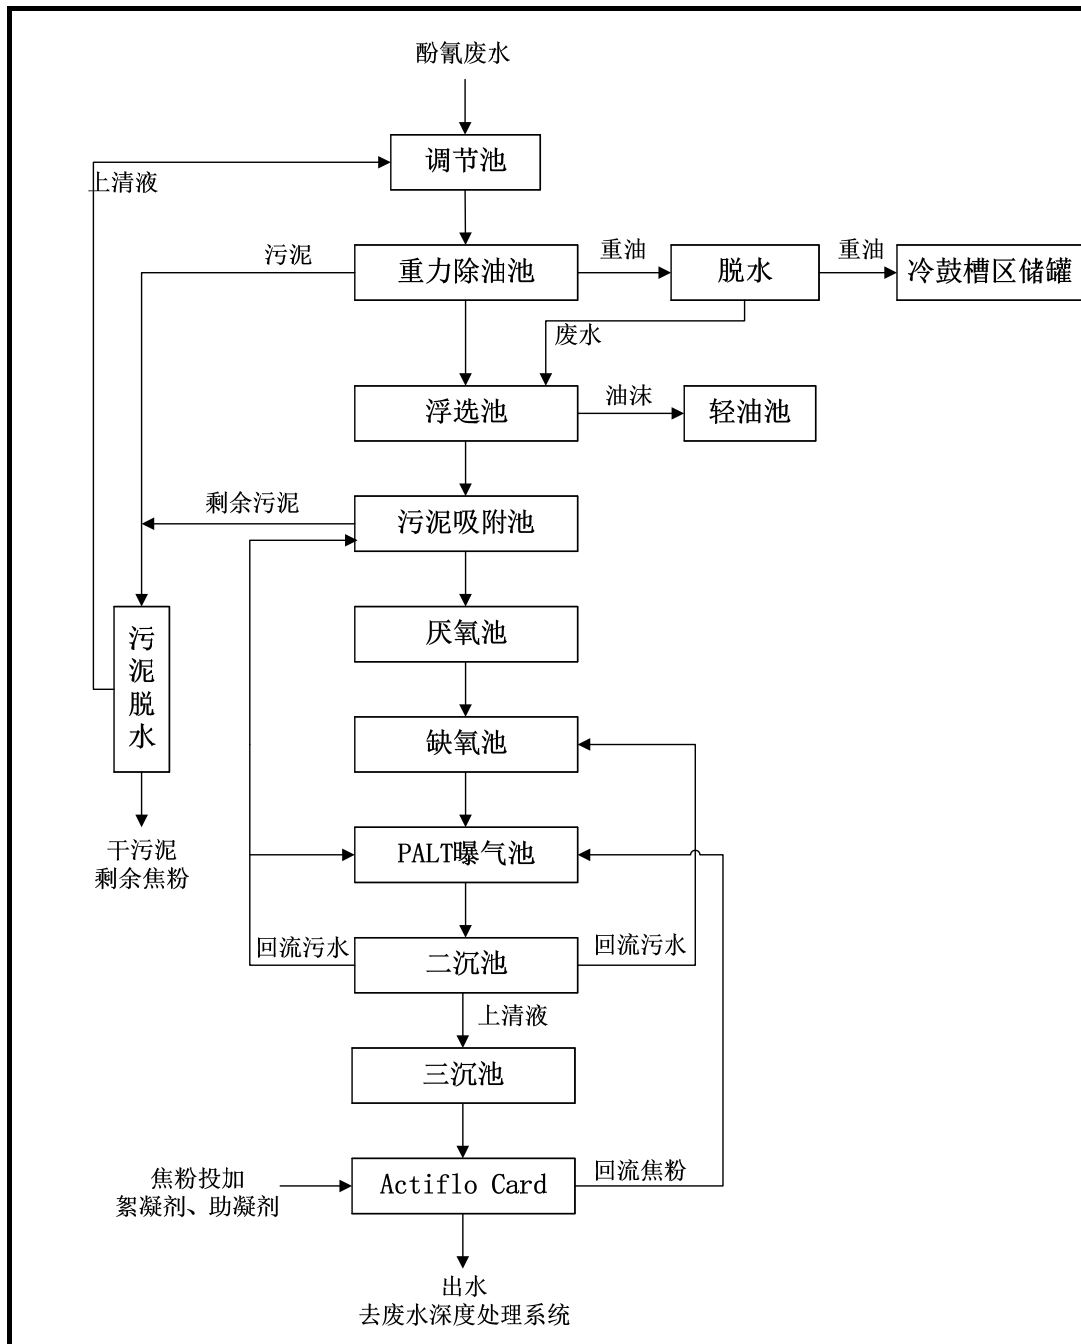 酚氰废水
调节池
上清液
污泥
重力除油池
重油
脱水
重油
冷鼓槽区储罐
废水
浮选池
油沫
轻油池
剩余污泥
污泥吸附池
厌氧池
污泥脱水
缺氧池
干污泥
剩余焦粉
PALT曝气池
回流污水
二沉池
回流污水
上清液
三沉池
焦粉投加
絮凝剂、助凝剂
Actiflo Card
回流焦粉
出水
去废水深度处理系统